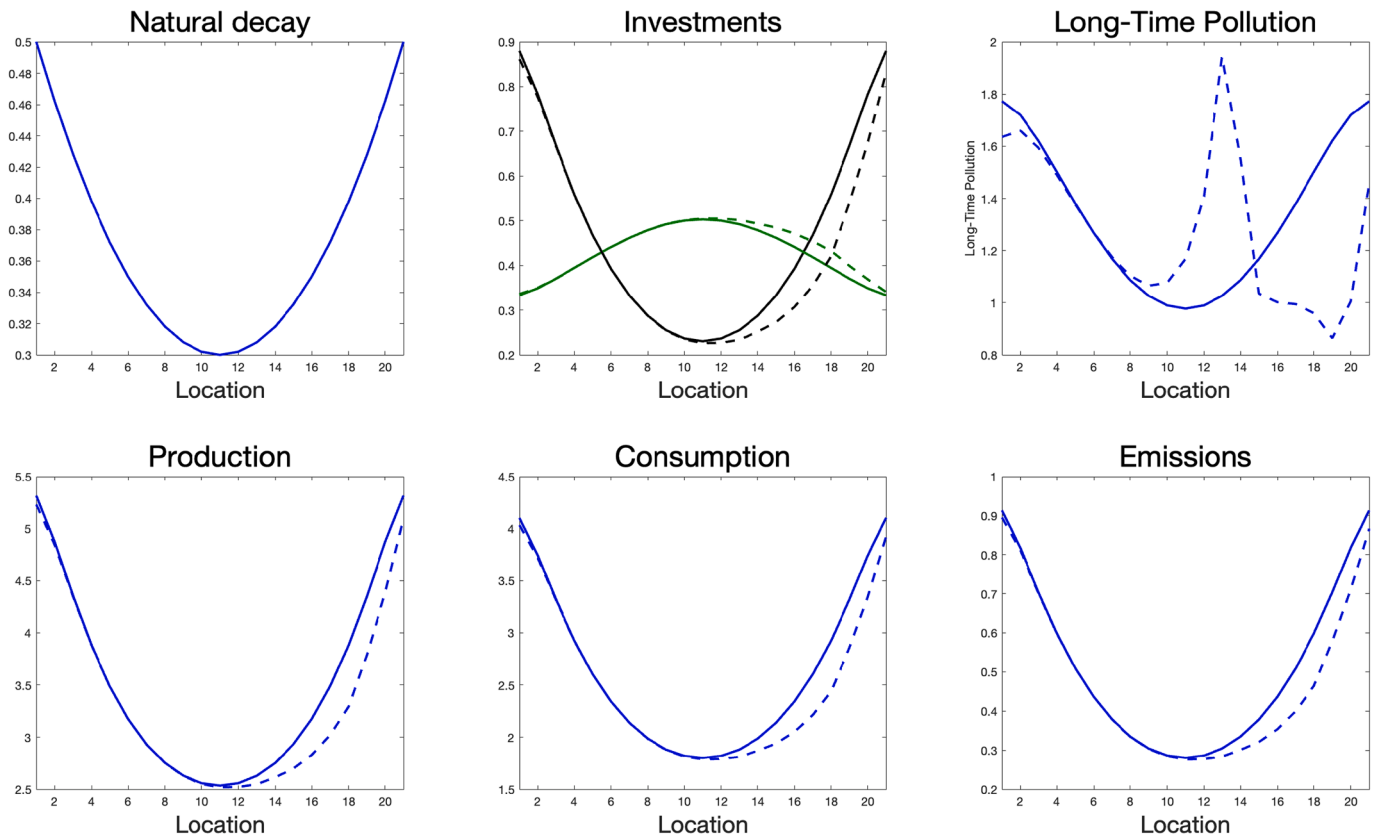 Natural decay
0.5
0.48
0.46
0.44
0.42
0.4
0.38
0.36
0.34
0.32
0.3
2 4 6 8 10 12 14 16 18 20
Location
Investments
0.9
0.8
0.7
0.6
0.5
0.4
0.3
0.2
2 4 6 8 10 12 14 16 18 20
Location
Long-Time Pollution
Long-Time Pollution
2
1.8
1.6
1.4
1.2
1
0.8
2 4 6 8 10 12 14 16 18 20
Location
Production
5.5
5
4.5
4
3.5
3
2.5
2 4 6 8 10 12 14 16 18 20
Location
Consumption
4.5
4
3.5
3
2.5
2
1.5
2 4 6 8 10 12 14 16 18 20
Location
Emissions
1
0.9
0.8
0.7
0.6
0.5
0.4
0.3
0.2
2 4 6 8 10 12 14 16 18 20
Location